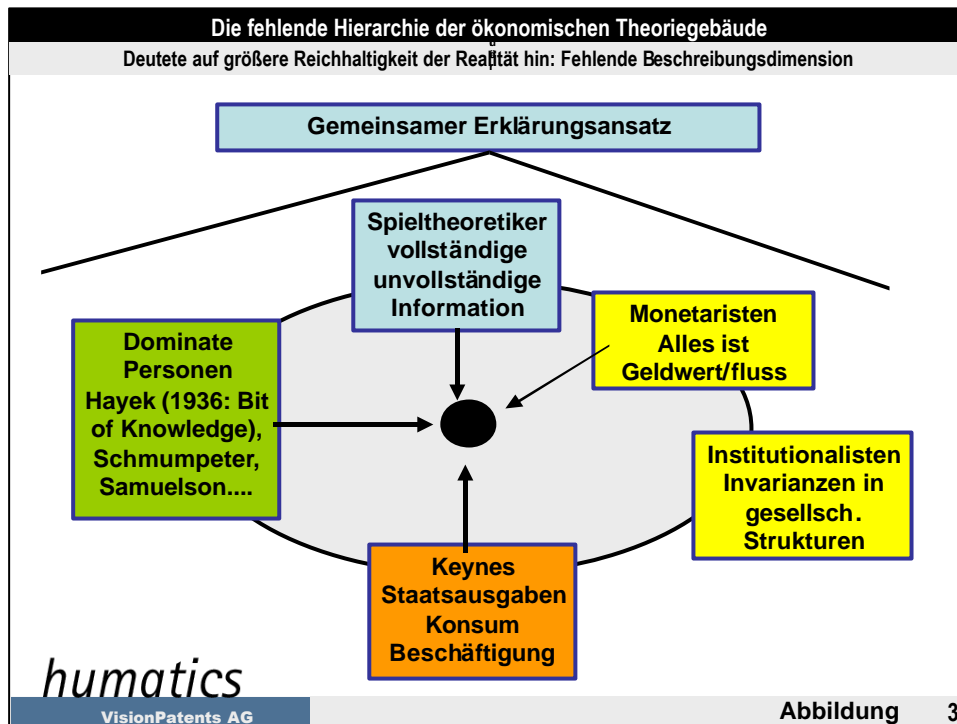 Die fehlende Hierarchie der ökonomischen Theoriegebäude
Deutete auf größere Reichhaltigkeit der Realität hin: Fehlende Beschreibungsdimension
Gemeinsamer Erklärungsansatz
Spieltheoretiker
vollständige
unvollständige
Information
Monetaristen
Alles ist
Geldwert/fluss
Dominate
Personen
Hayek (1936: Bit
of Knowledge),
Schmumpeter,
Samuelson....
Institutionalisten
Invarianzen in
gesellsch.
Strukturen
Keynes
Staatsausgaben
Konsum
Beschäftigung
humatics
VisionPatents AG
Abbildung 3